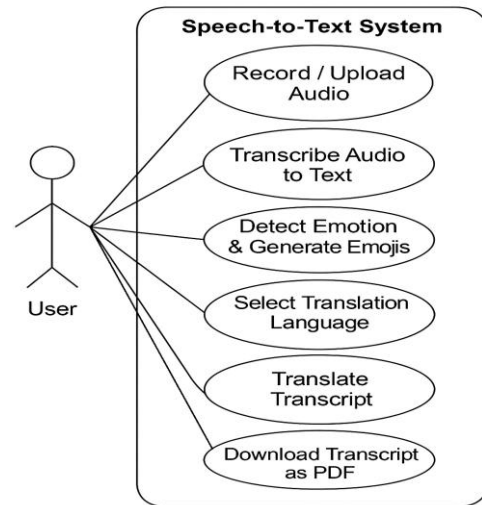 Speech-to-Text System
Record / Upload
Audio
Transcribe Audio
to Text
Detect Emotion
& Generate Emojis
User
Select Translation
Language
Translate
Transcript
Download Transcript
as PDF